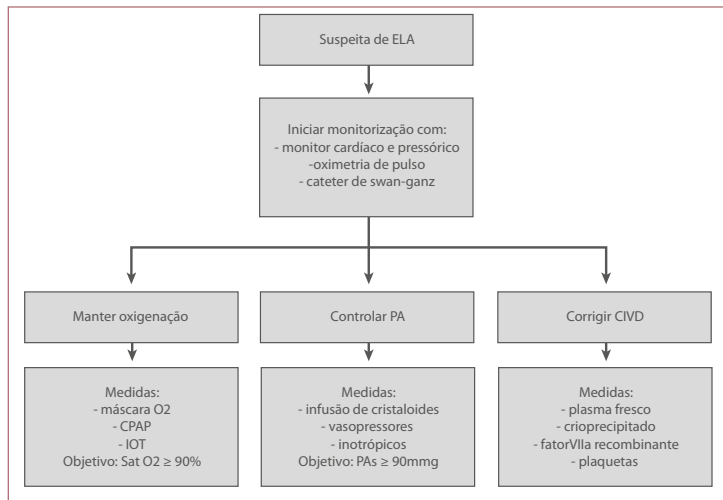 Suspeita de ELA
Iniciar monitorização com:
- monitor cardíaco e pressórico
-oximetria de pulso
- cateter de swan-ganz
Manter oxigenação
Controlar PA
Corrigir CIVD
Medidas:
- máscara O2
- CPAP
- IOT
Objetivo: Sat O2 ≥ 90%
Medidas:
- infusão de cristaloides
- vasopressores
- inotrópicos
Objetivo: PAs ≥ 90mmg
Medidas:
- plasma fresco
- crioprecipitado
- fatorVIIa recombinante
- plaquetas